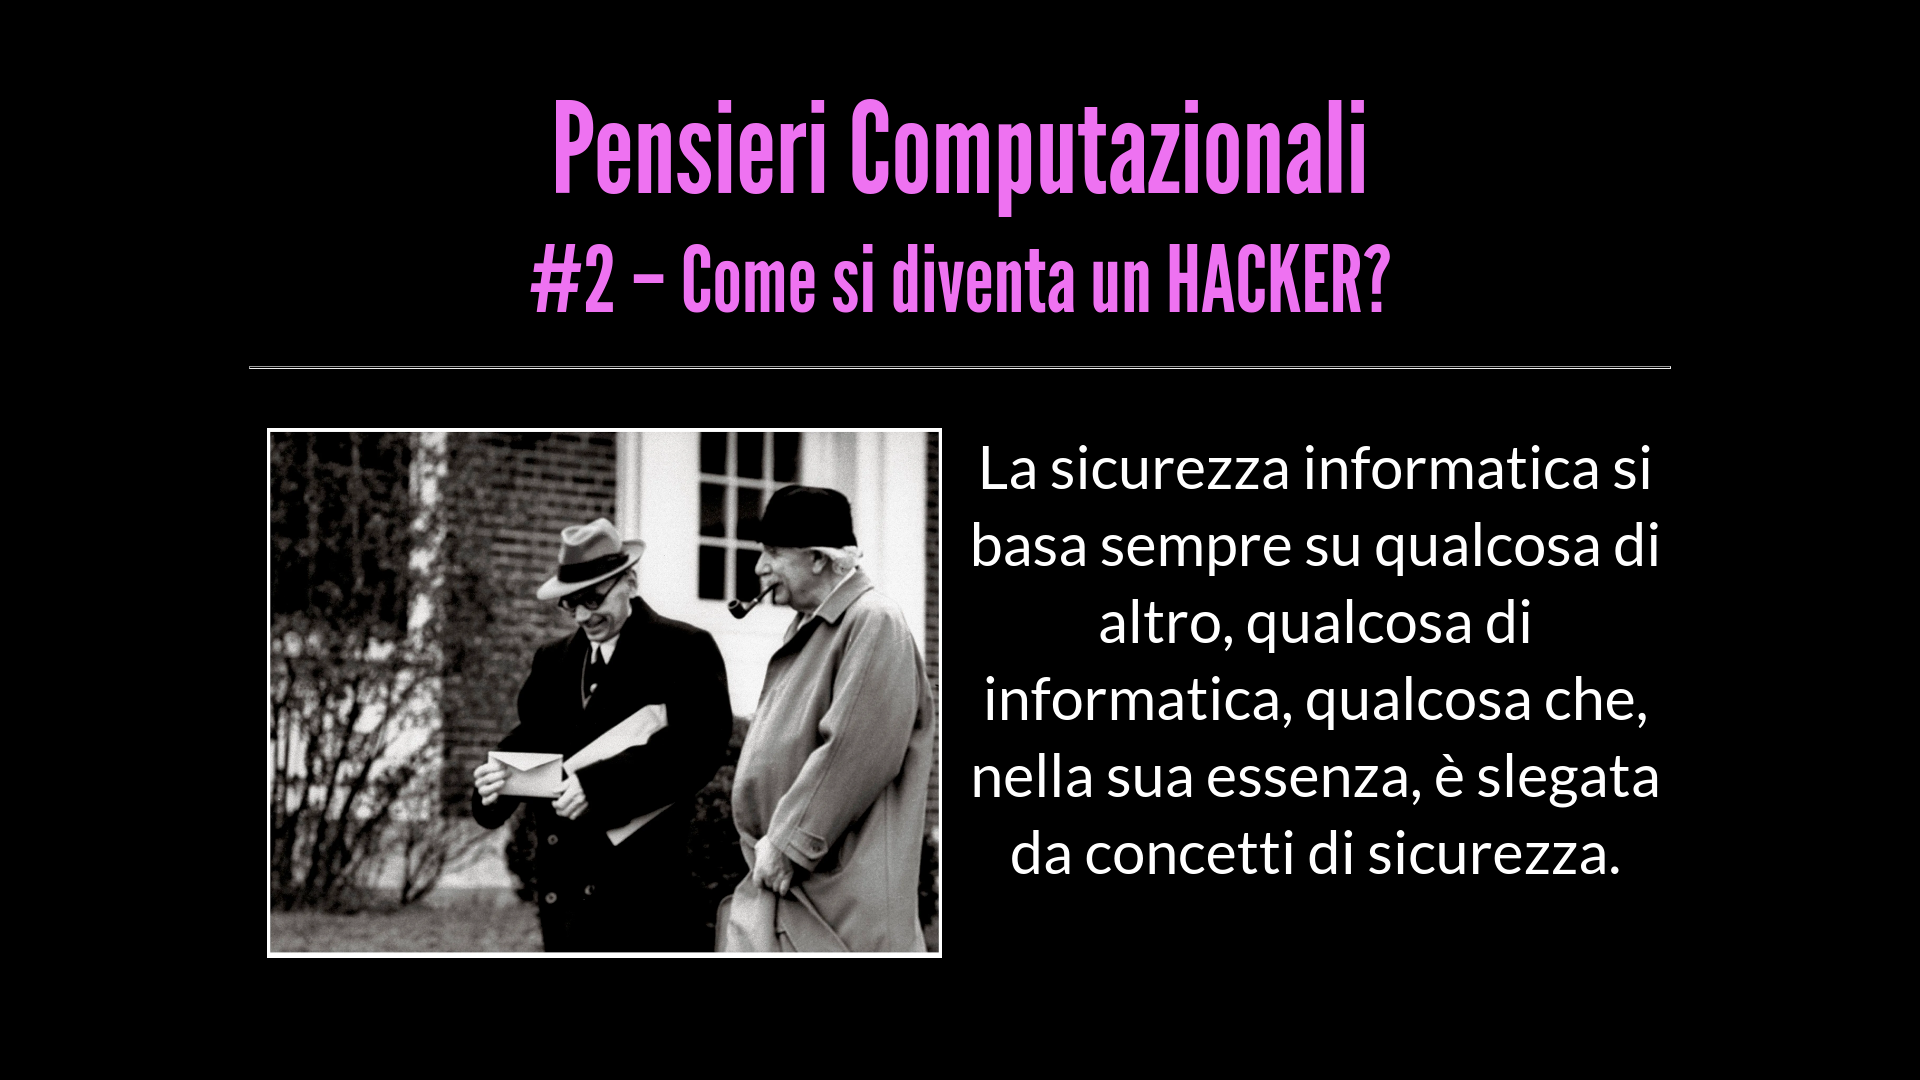 Pensieri Computazionali
#2 – Come si diventa un HACKER?
La sicurezza informatica si
basa sempre su qualcosa di
altro, qualcosa di
informatica, qualcosa che,
nella sua essenza, è slegata
da concetti di sicurezza.